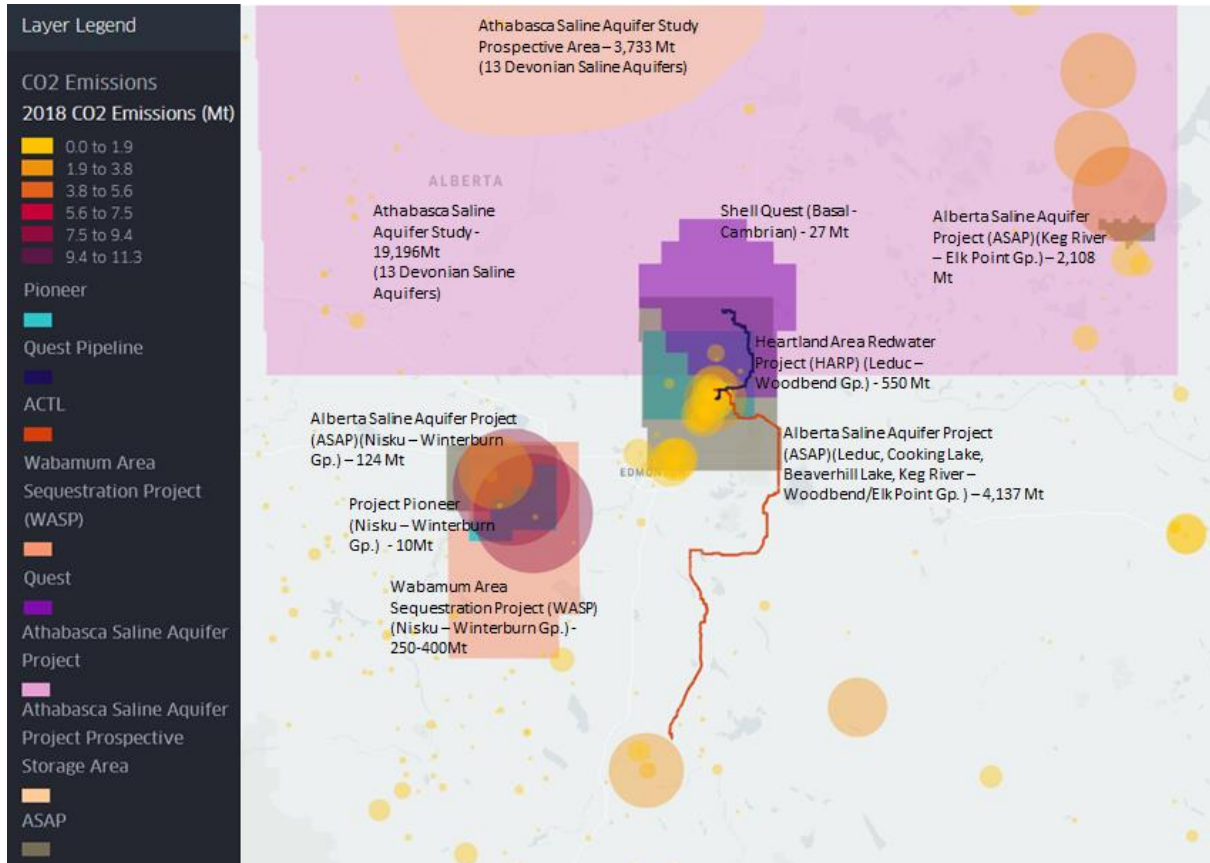 Layer Legend
CO2 Emissions
2018 CO2 Emissions (Mt)
0.0 to 1.9
1.9 to 3.8
3.8 to 5.6
5.6 to 7.5
7.5 to 9.4
9.4 to 11.3
Pioneer
Quest Pipeline
ACTL
Wabamum Area
Sequestration Project
(WASP)
Quest
Athabasca Saline Aquifer
Project
Athabasca Saline Aquifer
Project Prospective
Storage Area
ASAP
Athabasca Saline Aquifer Study
Prospective Area – 3,733 Mt
(13 Devonian Saline Aquifers)
ALBERTA
Athabasca Saline
Aquifer Study -
19,196Mt
(13 Devonian Saline
Aquifers)
Shell Quest (Basal -
Cambrian) - 27 Mt
Alberta Saline Aquifer
Project (ASAP)(Keg River
– Elk Point Gp.) – 2,108
Mt
Heartland Area Redwater
Project (HARP) (Leduc –
Woodbend Gp.) - 550 Mt
Alberta Saline Aquifer Project
(ASAP)(Nisku – Winterburn
Gp.) – 124 Mt
EDMON
Alberta Saline Aquifer Project
(ASAP)(Leduc, Cooking Lake,
Beaverhill Lake, Keg River –
Woodbend/Elk Point Gp. ) – 4,137 Mt
Project Pioneer
(Nisku – Winterburn
Gp.) - 10Mt
Wabamum Area
Sequestration Project (WASP)
(Nisku – Winterburn Gp.) -
250-400Mt